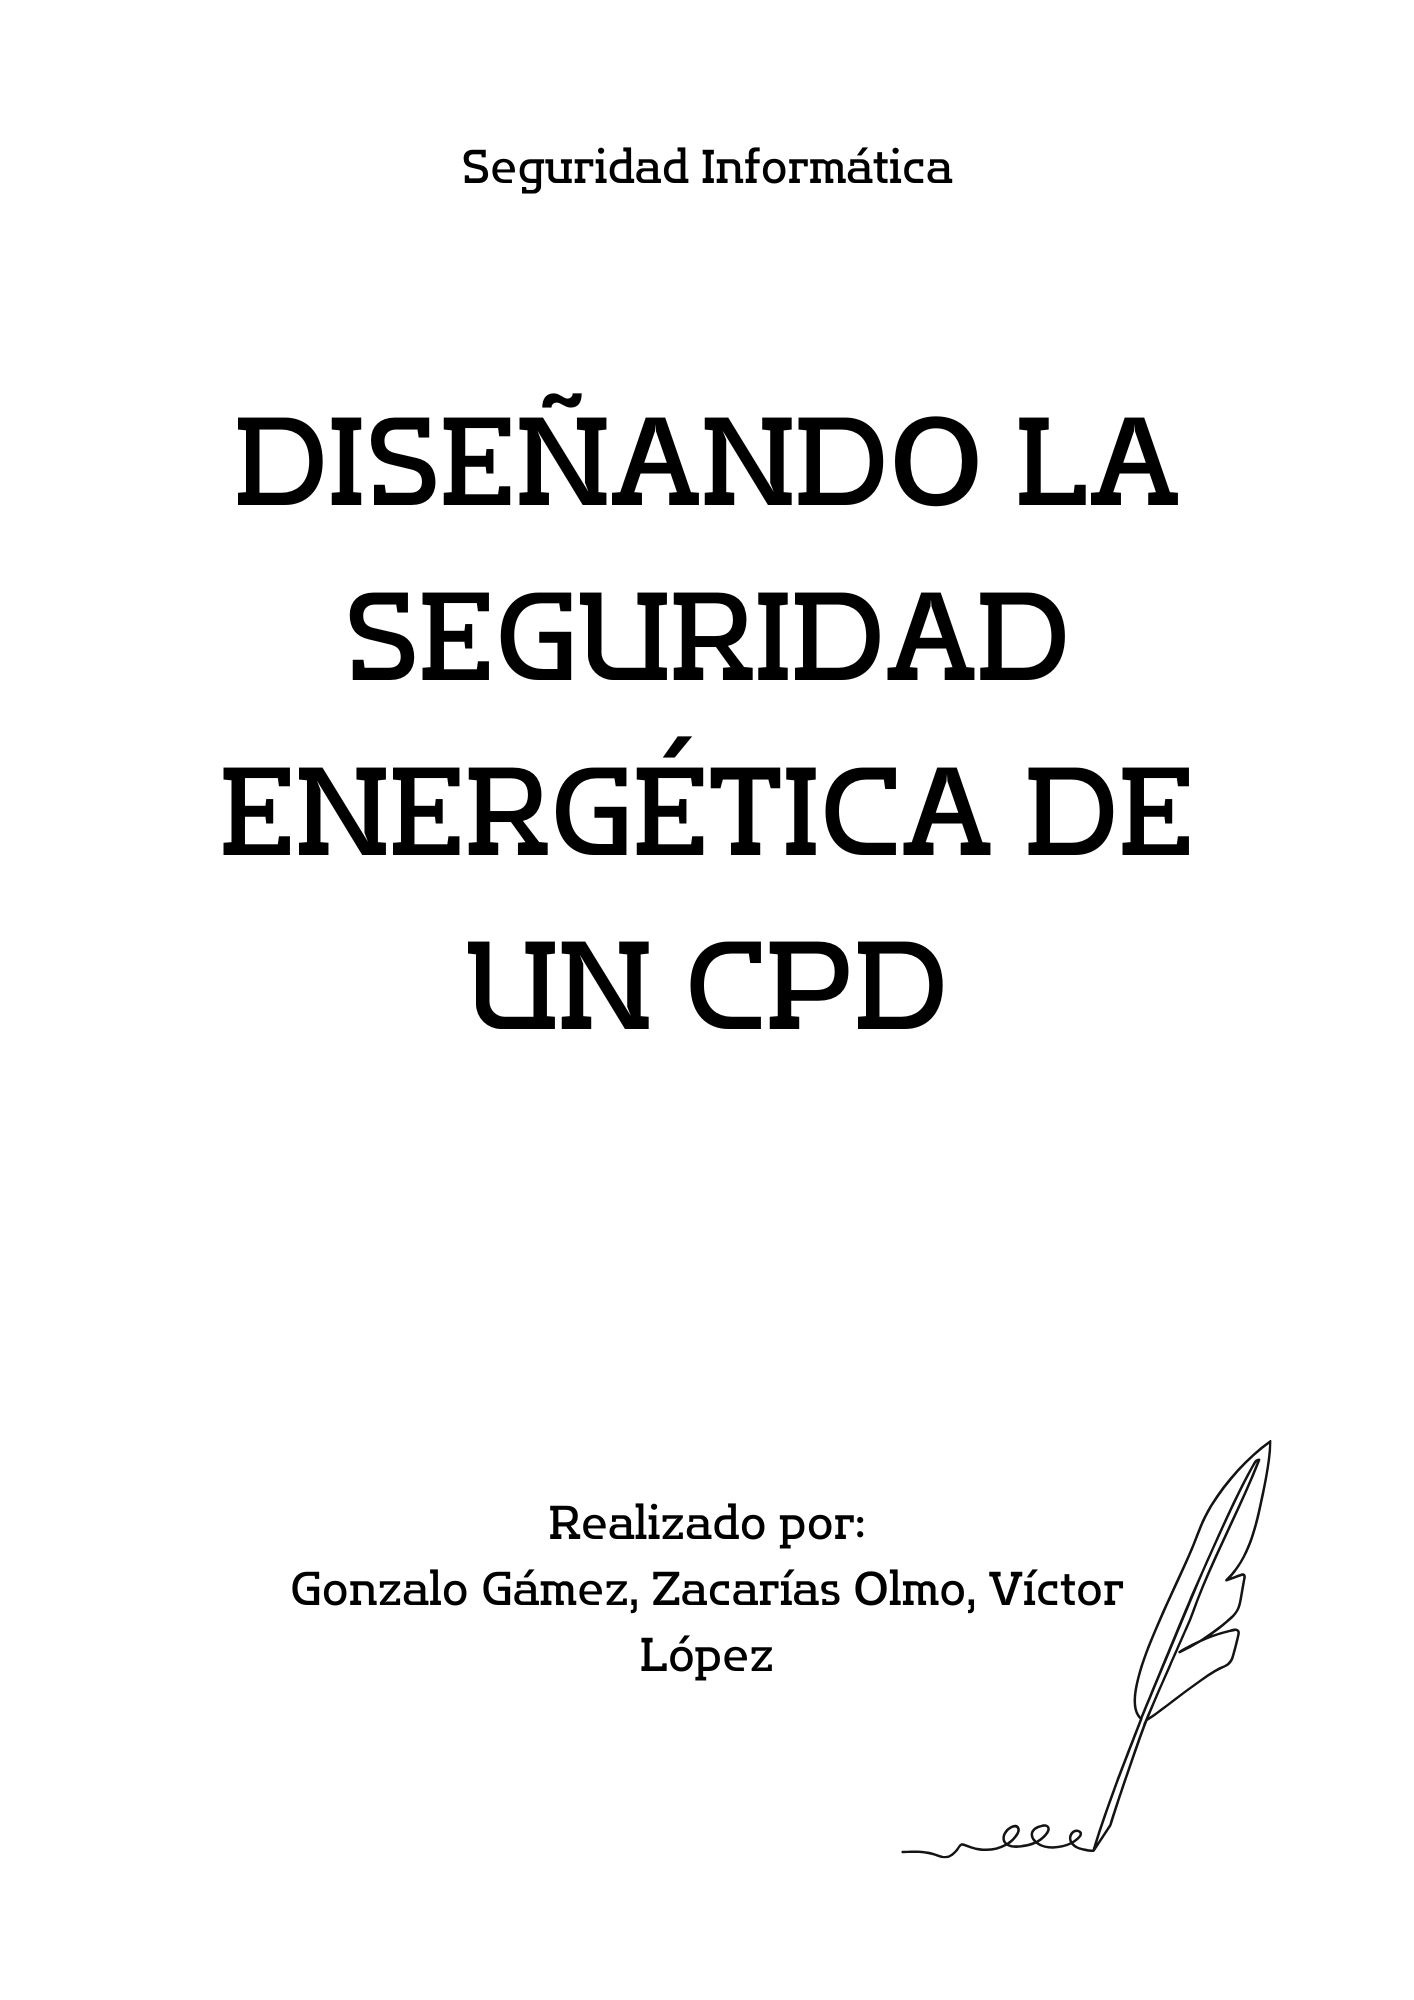 Seguridad Informática
DISEÑANDO LA
SEGURIDAD
ENERGÉTICA DE
UN CPD
Realizado por:
Gonzalo Gámez, Zacarías Olmo, Víctor
López